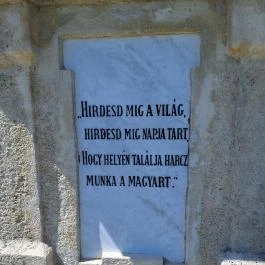 „HIRDESD MIG A VILÁG,
HIRDESD MIG NAPJA TART,
HOGY HELYÉN TALÁLJA HARCZ
MUNKA A MAGYART."